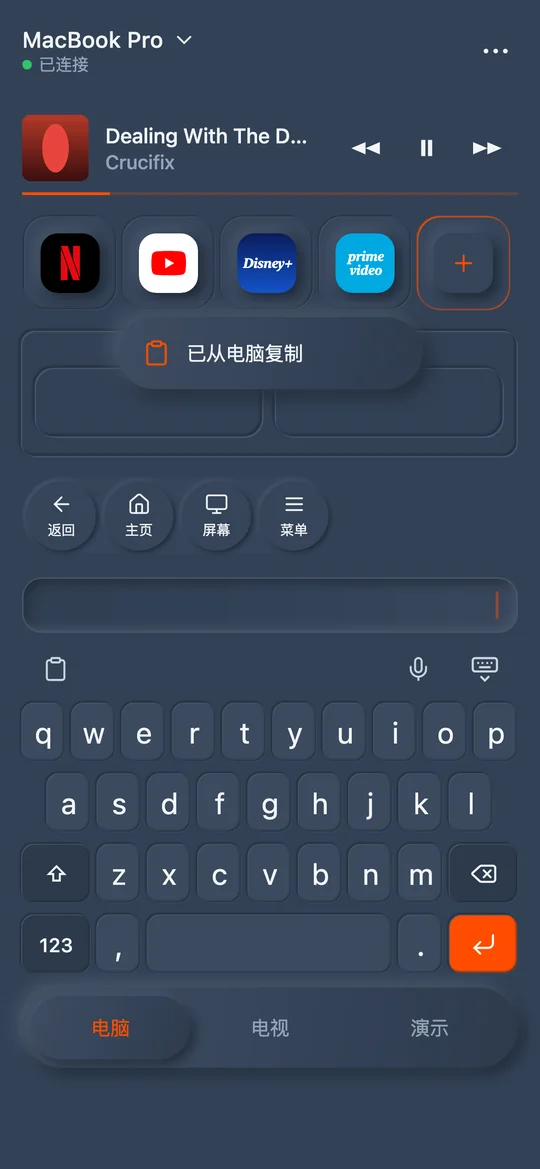 MacBook Pro
已连接
Dealing With The D...
Crucifix
Disney+
prime
video
已从电脑复制
返回
主页
屏幕
菜单
q w e r t y u i o p
a s d f g h j k l
z x c v b n m
123 , .
电脑
电视
演示